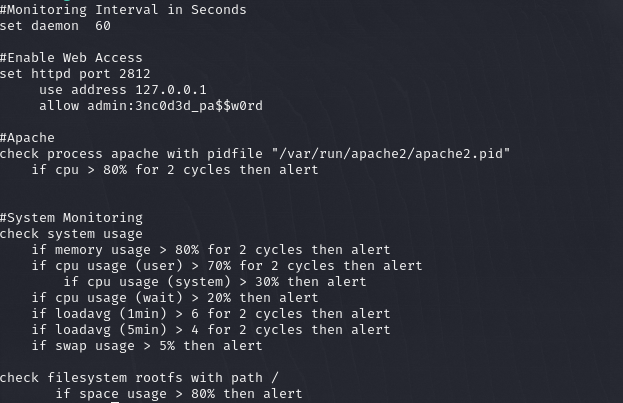 #Monitoring Interval in Seconds
set daemon  60
#Enable Web Access
set httpd port 2812
     use address 127.0.0.1
     allow admin:3nc0d3d_pa$$w0rd
#Apache
check process apache with pidfile "/var/run/apache2/apache2.pid"
    if cpu > 80% for 2 cycles then alert
#System Monitoring
check system usage
    if memory usage > 80% for 2 cycles then alert
    if cpu usage (user) > 70% for 2 cycles then alert
        if cpu usage (system) > 30% then alert
    if cpu usage (wait) > 20% then alert
    if loadavg (1min) > 6 for 2 cycles then alert
    if loadavg (5min) > 4 for 2 cycles then alert
    if swap usage > 5% then alert
check filesystem rootfs with path /
       if space usage > 80% then alert